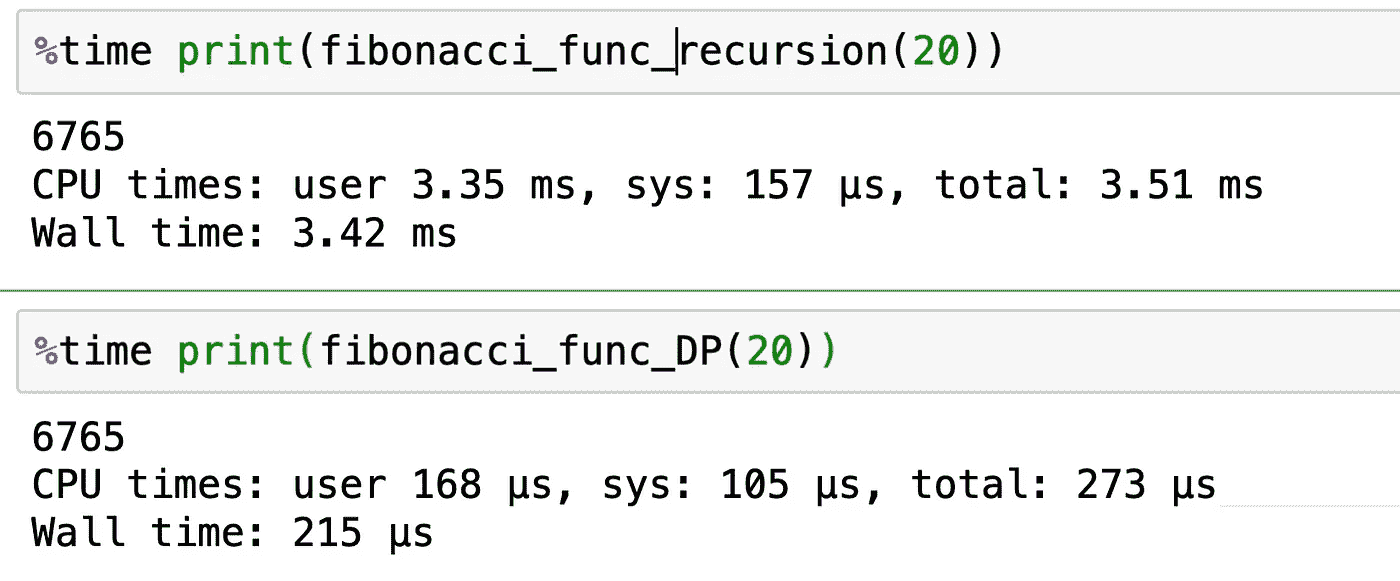 %time print(fibonacci_func_recursion(20))
6765
CPU times: user 3.35 ms, sys: 157 µs, total: 3.51 ms
Wall time: 3.42 ms
%time print(fibonacci_func_DP(20))
6765
CPU times: user 168 µs, sys: 105 µs, total: 273 µs
Wall time: 215 µs